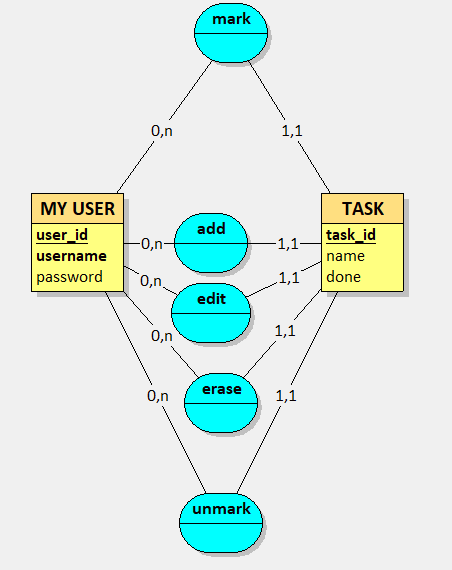 mark
0,n
1,1
MY USER
user_id
username
password
TASK
task_id
name
done
0,n
add
1,1
0,n
edit
1,1
0,n
erase
1,1
0,n
1,1
unmark